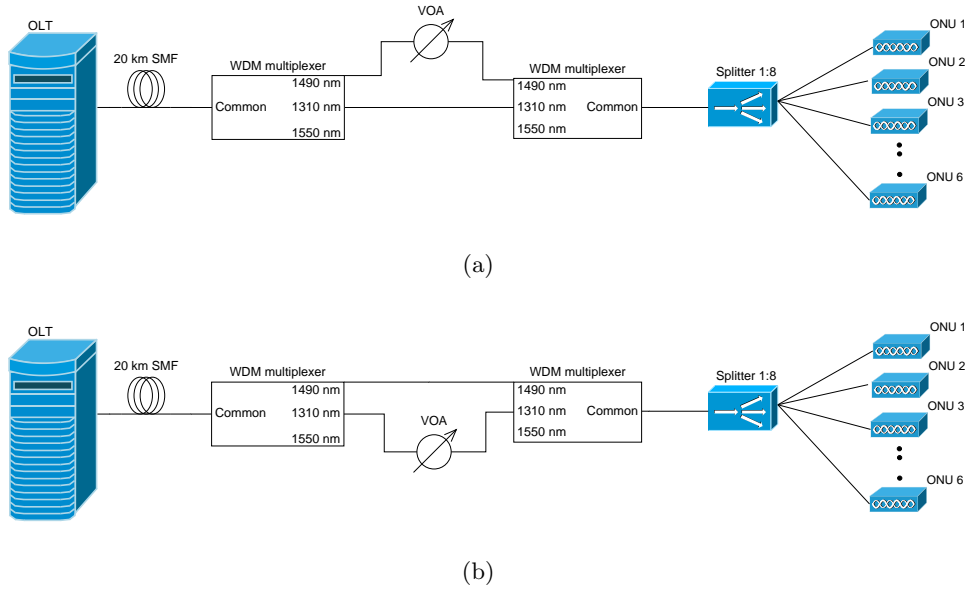 OLT
20 km SMF
WDM multiplexer
1490 nm
Common
1310 nm
1550 nm
VOA
WDM multiplexer
1490 nm
1310 nm
Common
1550 nm
Splitter 1:8
ONU 1
ONU 2
ONU 3
ONU 6
(a)
OLT
20 km SMF
WDM multiplexer
1490 nm
Common
1310 nm
1550 nm
VOA
WDM multiplexer
1490 nm
1310 nm
Common
1550 nm
Splitter 1:8
ONU 1
ONU 2
ONU 3
ONU 6
(b)